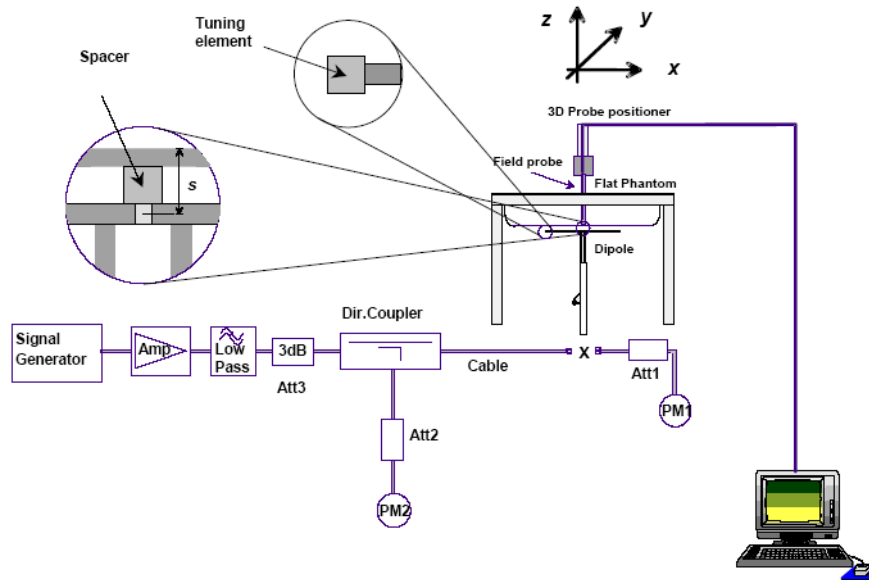 Tuning
element
Spacer
z
y
x
3D Probe positioner
s
Field probe
Flat Phantom
Dipole
Dir.Coupler
Signal
Generator
Amp
Low
Pass
3dB
Att3
Cable
X
Att1
PM1
Att2
PM2